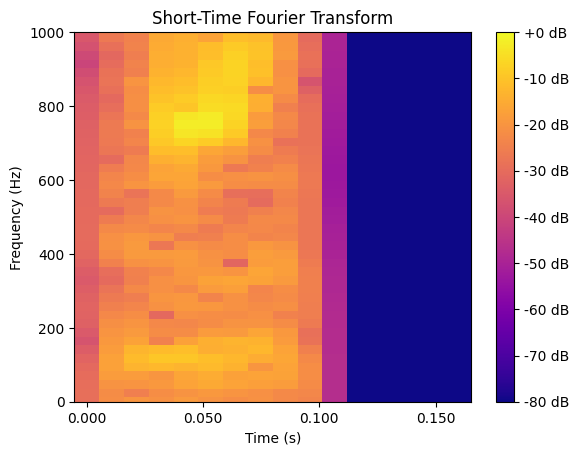 Short-Time Fourier Transform
1000
800
600
400
200
0
Frequency (Hz)
0.000
0.050
0.100
0.150
Time (s)
+0 dB
-10 dB
-20 dB
-30 dB
-40 dB
-50 dB
-60 dB
-70 dB
-80 dB